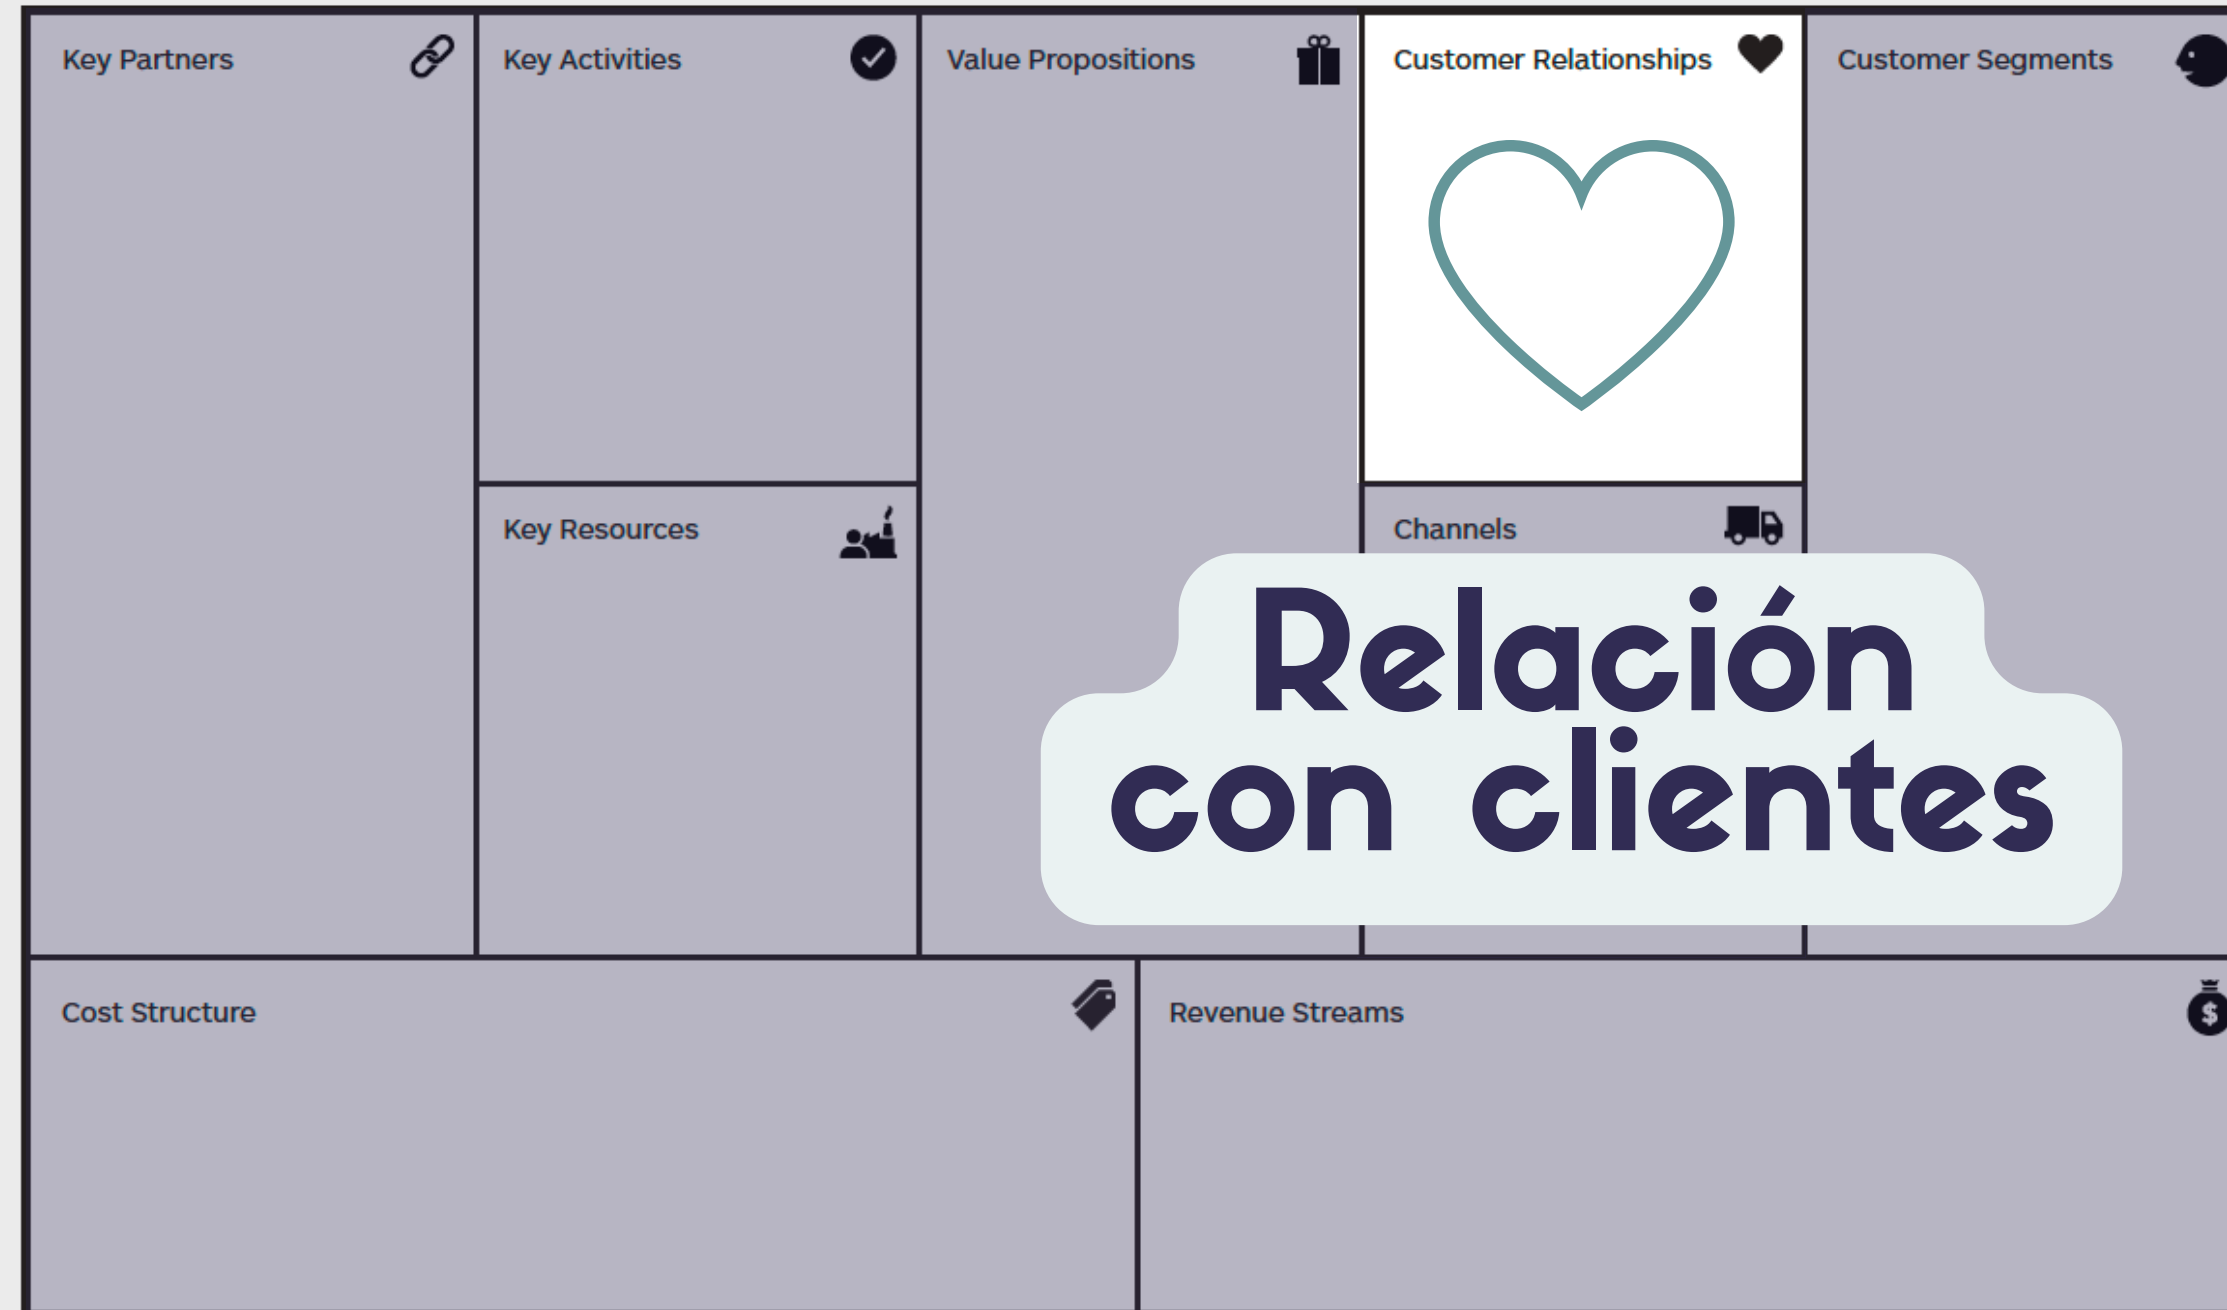 Key Partners
Key Activities
Value Propositions
Customer Relationships
Customer Segments
Key Resources
Channels
Relación
con clientes
Cost Structure
Revenue Streams
$